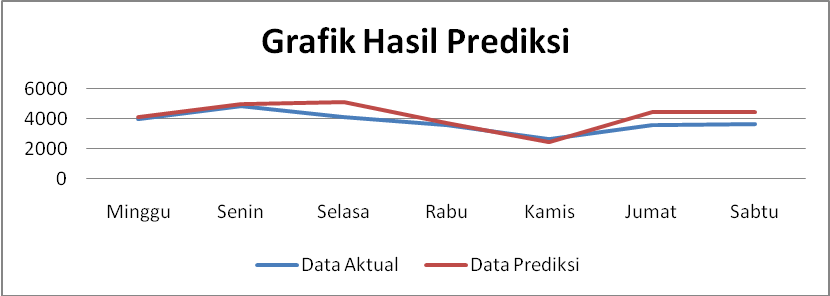 Grafik Hasil Prediksi
6000
4000
2000
0
Minggu Senin Selasa Rabu Kamis Jumat Sabtu
Data Aktual Data Prediksi